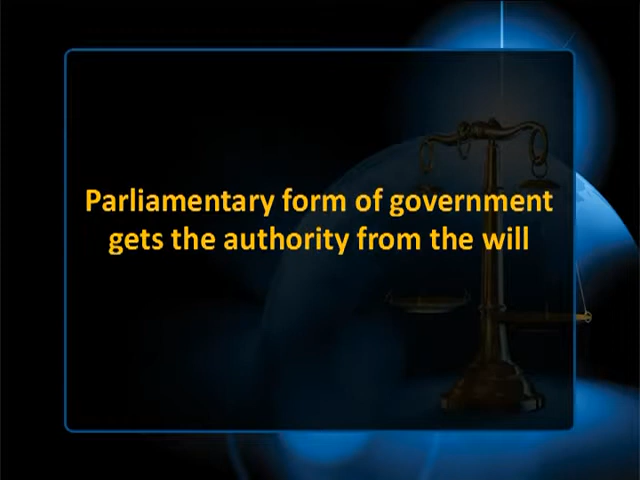 Parliamentary form of government
gets the authority from the will